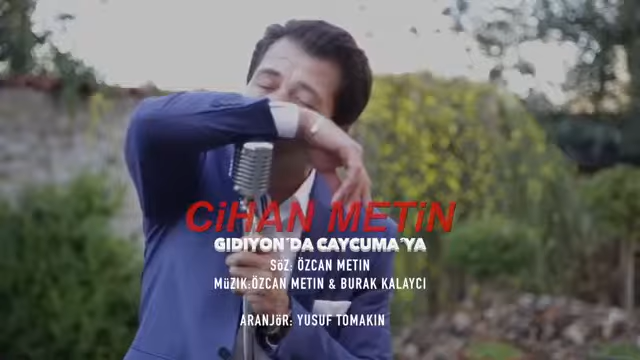 CiHAN METiN
GIDIYON´DA CAYCUMA´YA
SöZ: ÖZCAN METIN
MüZIK:ÖZCAN METIN & BURAK KALAYCI
ARANJöR: YUSUF TOMAKIN